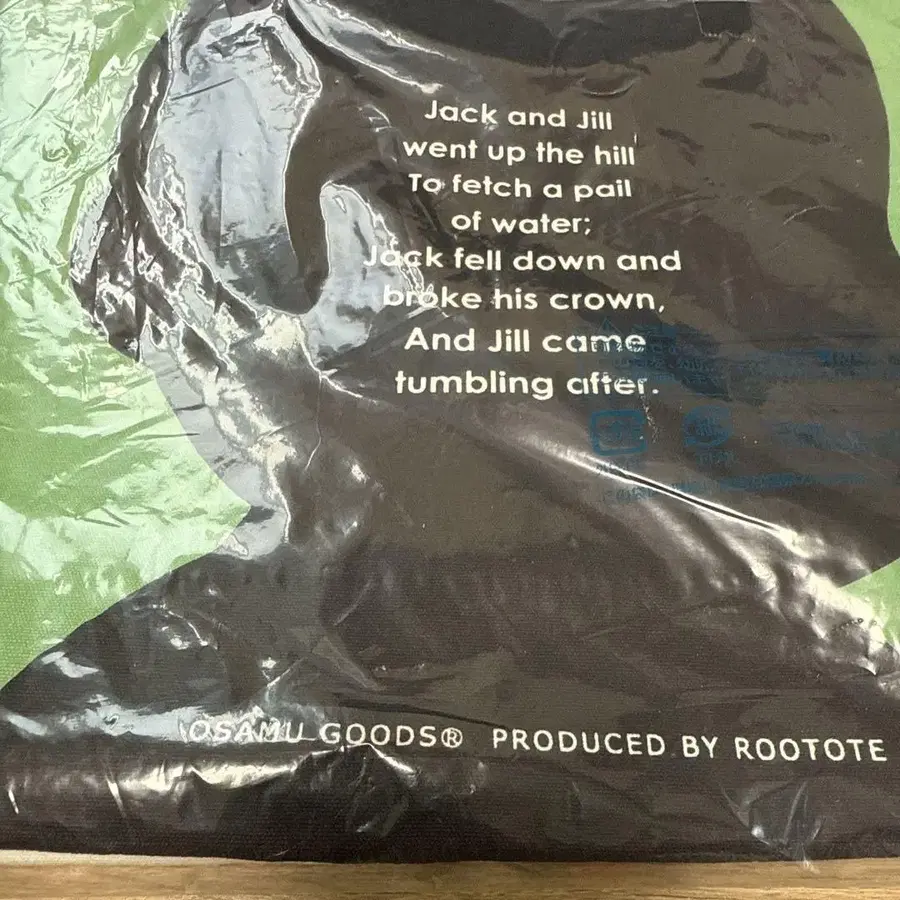 Jack and Jill
went up the hill
To fetch a pail
of water;
Jack fell down and
broke his crown,
And Jill came
tumbling after.
OSAMU GOODS® PRODUCED BY ROOTOTE